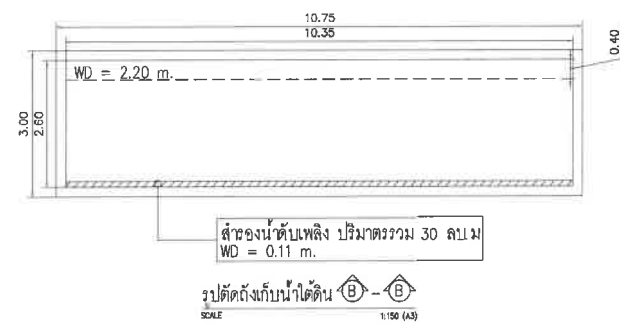 10.75
10.35
0.40
WD = 2.20 m.
3.00
2.60
สำรองน้ำดับเพลิง ปริมาตรรวม 30 ลบ.ม
WD = 0.11 m.
รูปตัดถังเก็บน้ำใต้ดิน B - B
SCALE 1:150 (A3)